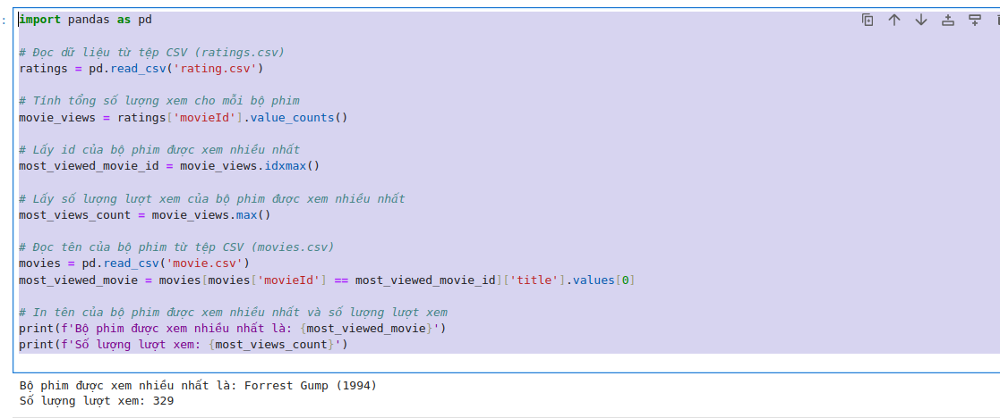 :
import pandas as pd
# Đọc dữ liệu từ tệp CSV (ratings.csv)
ratings = pd.read_csv('rating.csv')
# Tính tổng số lượng xem cho mỗi bộ phim
movie_views = ratings['movieId'].value_counts()
# Lấy id của bộ phim được xem nhiều nhất
most_viewed_movie_id = movie_views.idxmax()
# Lấy số lượng lượt xem của bộ phim được xem nhiều nhất
most_views_count = movie_views.max()
# Đọc tên của bộ phim từ tệp CSV (movies.csv)
movies = pd.read_csv('movie.csv')
most_viewed_movie = movies[movies['movieId'] == most_viewed_movie_id]['title'].values[0]
# In tên của bộ phim được xem nhiều nhất và số lượng lượt xem
print(f'Bộ phim được xem nhiều nhất là: {most_viewed_movie}')
print(f'Số lượng lượt xem: {most_views_count}')
Bộ phim được xem nhiều nhất là: Forrest Gump (1994)
Số lượng lượt xem: 329